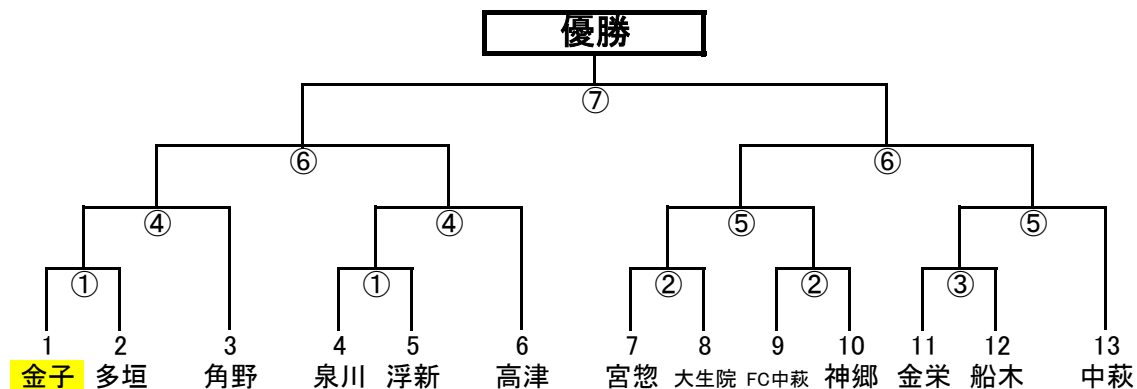 優勝
⑦
⑥ ⑥
④ ④ ⑤ ⑤
① ① ② ② ③
1 2 3 4 5 6 7 8 9 10 11 12 13
金子 多垣 角野 泉川 浮新 高津 宮惣 大生院 FC中萩 神郷 金栄 船木 中萩